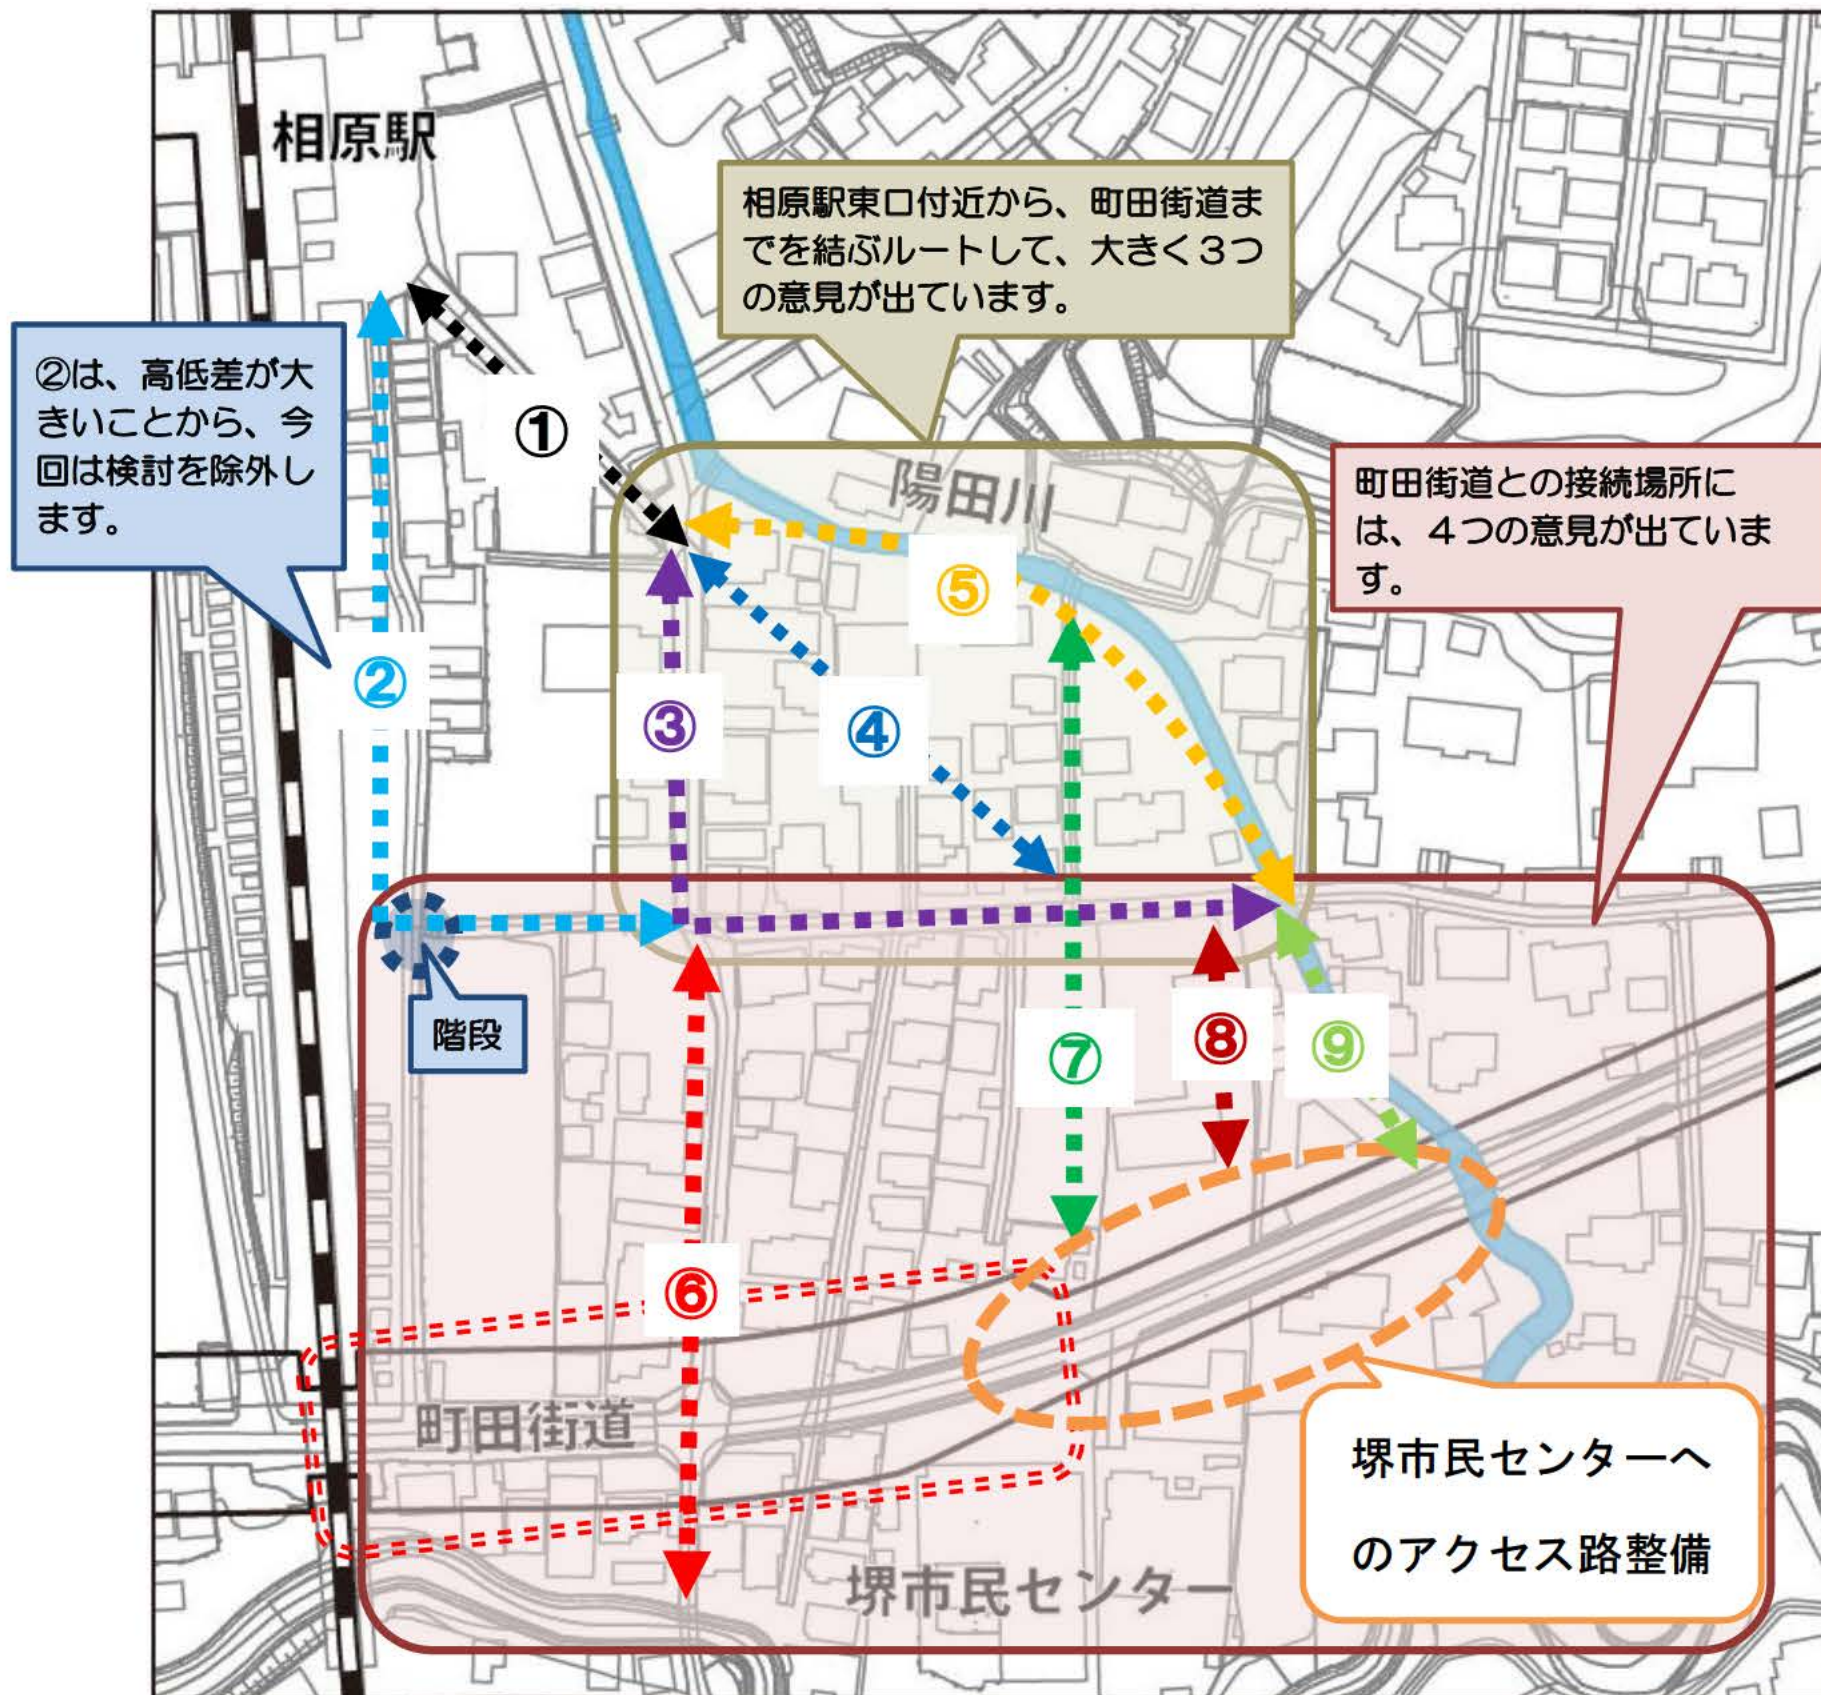 相原駅
相原駅東口付近から、町田街道ま
でを結ぶルートして、大きく３つ
の意見が出ています。
②は、高低差が大
きいことから、今
回は検討を除外し
ます。
①
陽田川
町田街道との接続場所に
は、４つの意見が出ていま
す。
⑤
②
③
④
階段
⑦
⑧
⑨
⑥
町田街道
堺市民センターへ
のアクセス路整備
堺市民センター